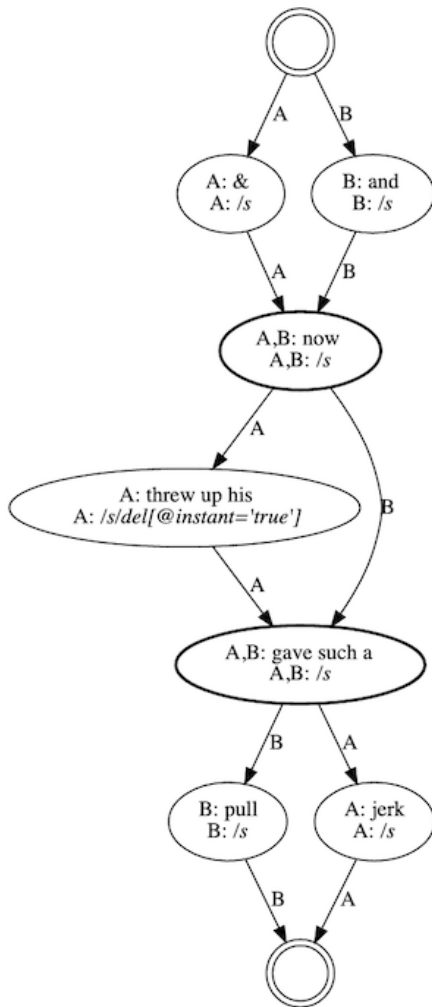 A B
A: & B: and
A: /s B: /s
A B
A,B: now
A,B: /s
A
A: threw up his B
A: /s/del[@instant='true']
A
A,B: gave such a
A,B: /s
B A
B: pull A: jerk
B: /s A: /s
B A